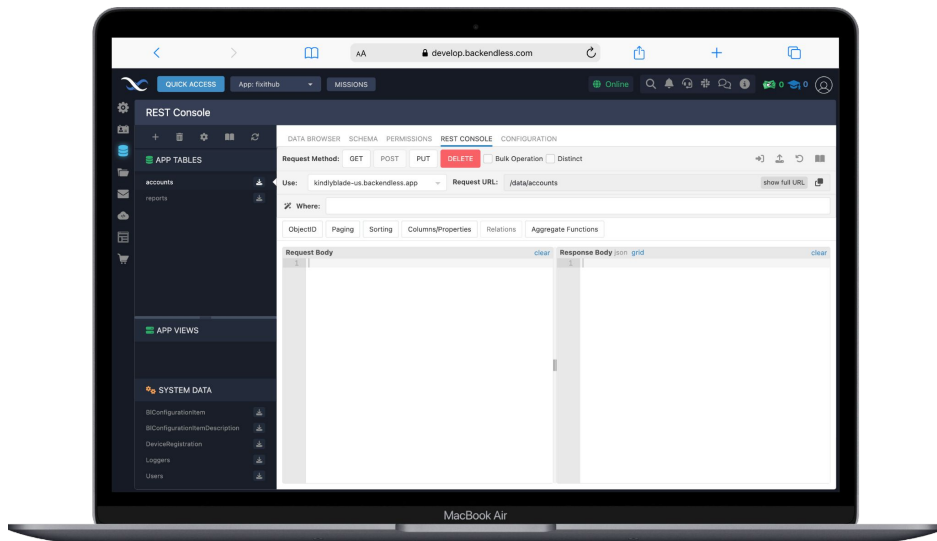 AA
develop.backendless.com
QUICK ACCESS
App: fixithub
MISSIONS
Online
0
0
REST Console
APP TABLES
accounts
reports
APP VIEWS
SYSTEM DATA
BlConfigurationItem
BlConfigurationItemDescription
DeviceRegistration
Loggers
Users
DATA BROWSER SCHEMA PERMISSIONS REST CONSOLE CONFIGURATION
Request Method: GET POST PUT DELETE Bulk Operation Distinct
Use: kindlyblade-us.backendless.app Request URL: /data/accounts show full URL
Where:
ObjectID Paging Sorting Columns/Properties Relations Aggregate Functions
Request Body clear
1
Response Body json grid clear
1
MacBook Air